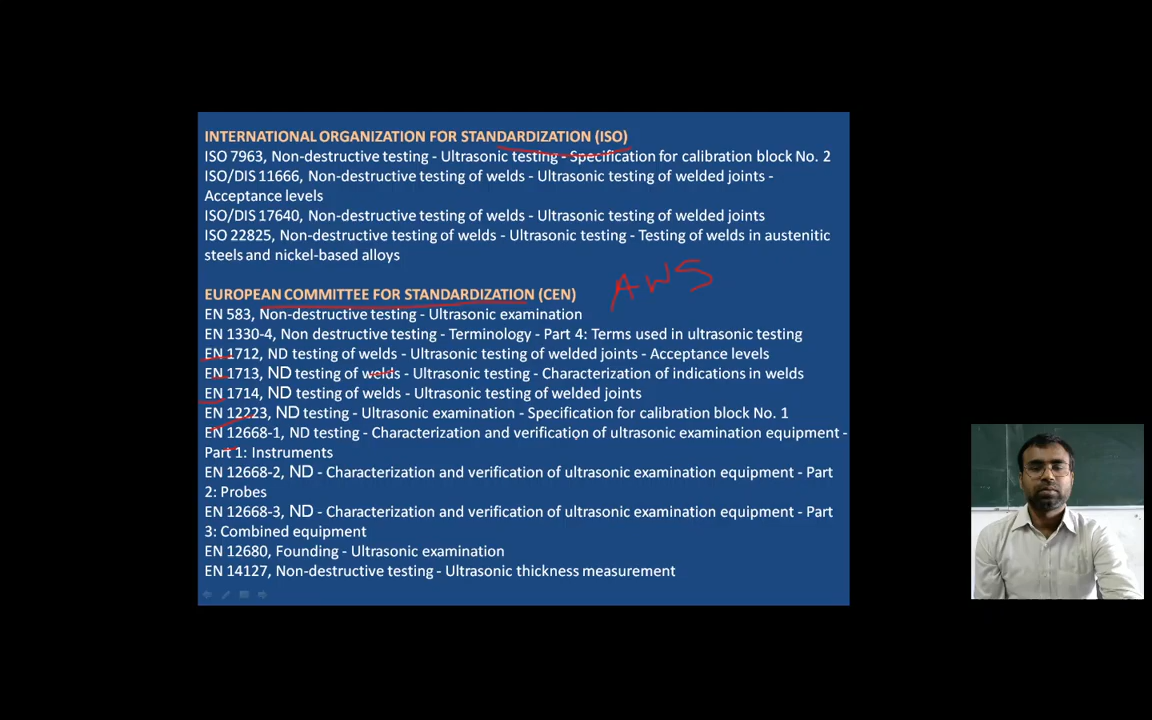 INTERNATIONAL ORGANIZATION FOR STANDARDIZATION (ISO)
ISO 7963, Non-destructive testing - Ultrasonic testing - Specification for calibration block No. 2
ISO/DIS 11666, Non-destructive testing of welds - Ultrasonic testing of welded joints -
Acceptance levels
ISO/DIS 17640, Non-destructive testing of welds - Ultrasonic testing of welded joints
ISO 22825, Non-destructive testing of welds - Ultrasonic testing - Testing of welds in austenitic
steels and nickel-based alloys
AWS
EUROPEAN COMMITTEE FOR STANDARDIZATION (CEN)
EN 583, Non-destructive testing - Ultrasonic examination
EN 1330-4, Non destructive testing - Terminology - Part 4: Terms used in ultrasonic testing
EN 1712, ND testing of welds - Ultrasonic testing of welded joints - Acceptance levels
EN 1713, ND testing of welds - Ultrasonic testing - Characterization of indications in welds
EN 1714, ND testing of welds - Ultrasonic testing of welded joints
EN 12223, ND testing - Ultrasonic examination - Specification for calibration block No. 1
EN 12668-1, ND testing - Characterization and verification of ultrasonic examination equipment -
Part 1: Instruments
EN 12668-2, ND - Characterization and verification of ultrasonic examination equipment - Part
2: Probes
EN 12668-3, ND - Characterization and verification of ultrasonic examination equipment - Part
3: Combined equipment
EN 12680, Founding - Ultrasonic examination
EN 14127, Non-destructive testing - Ultrasonic thickness measurement